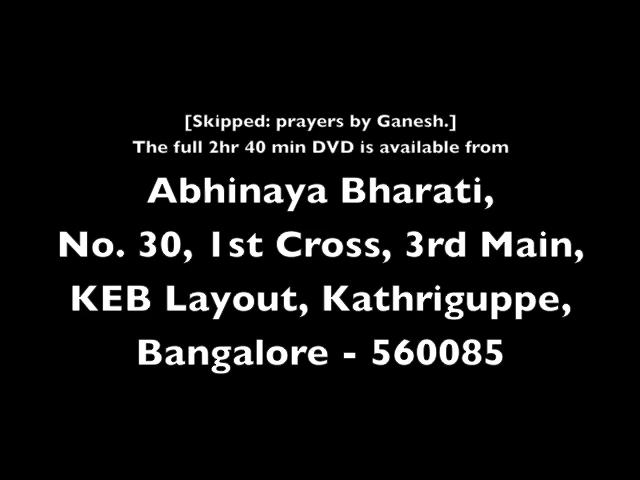 [Skipped: prayers by Ganesh.]
The full 2hr 40 min DVD is available from
Abhinaya Bharati,
No. 30, 1st Cross, 3rd Main,
KEB Layout, Kathriguppe,
Bangalore - 560085